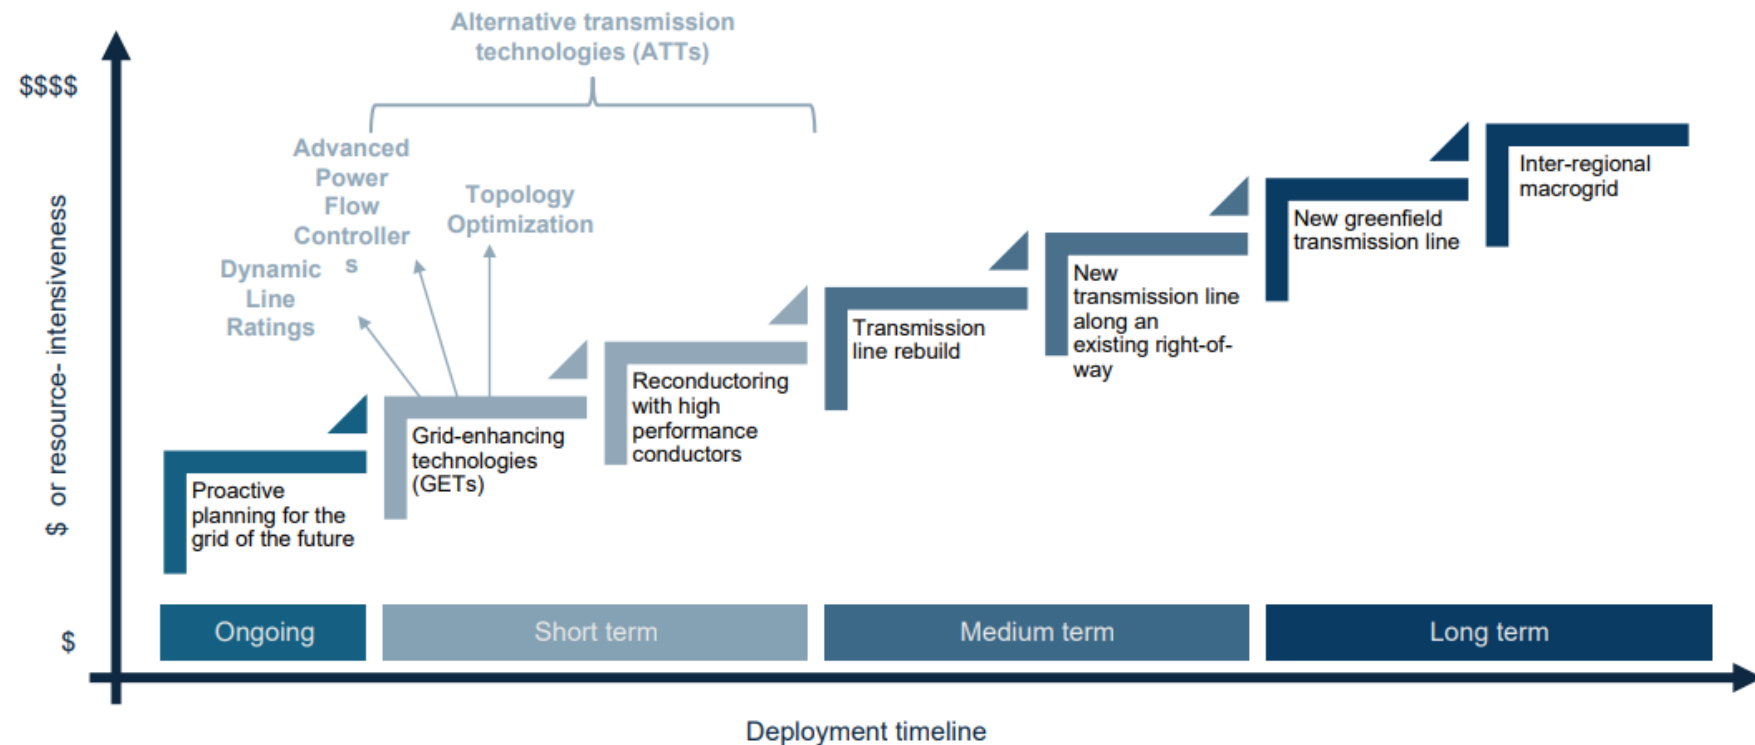 Alternative transmission
technologies (ATTs)
$$$$
Advanced
Power
Flow
Controller
s
Topology
Optimization
Dynamic
Line
Ratings
$ or resource- intensiveness
Proactive
planning for the
grid of the future
Grid-enhancing
technologies
(GETs)
Reconductoring
with high
performance
conductors
Transmission
line rebuild
New
transmission line
along an
existing right-of-
way
New greenfield
transmission line
Inter-regional
macrogrid
$
Ongoing
Short term
Medium term
Long term
Deployment timeline